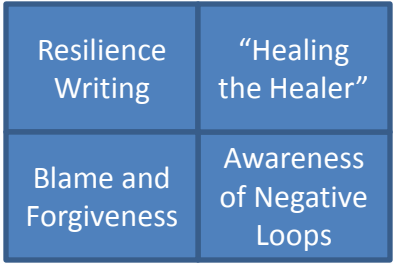 Resilience
Writing
“Healing
the Healer”
Blame and
Forgiveness
Awareness
of Negative
Loops